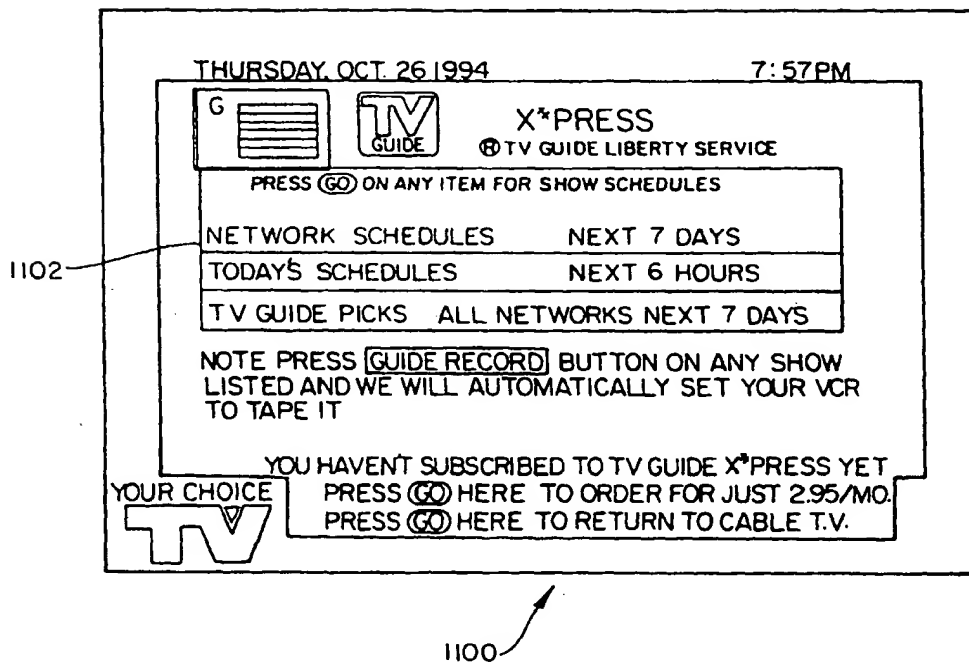 THURSDAY, OCT. 26 1994 7:57PM
G
TV GUIDE
X*PRESS
® TV GUIDE LIBERTY SERVICE
PRESS GO ON ANY ITEM FOR SHOW SCHEDULES
NETWORK SCHEDULES NEXT 7 DAYS
1102
TODAY'S SCHEDULES NEXT 6 HOURS
TV GUIDE PICKS ALL NETWORKS NEXT 7 DAYS
NOTE PRESS GUIDE RECORD BUTTON ON ANY SHOW
LISTED AND WE WILL AUTOMATICALLY SET YOUR VCR
TO TAPE IT
YOU HAVEN'T SUBSCRIBED TO TV GUIDE X*PRESS YET
YOUR CHOICE
TV
PRESS GO HERE TO ORDER FOR JUST 2.95/MO.
PRESS GO HERE TO RETURN TO CABLE T.V.
1100